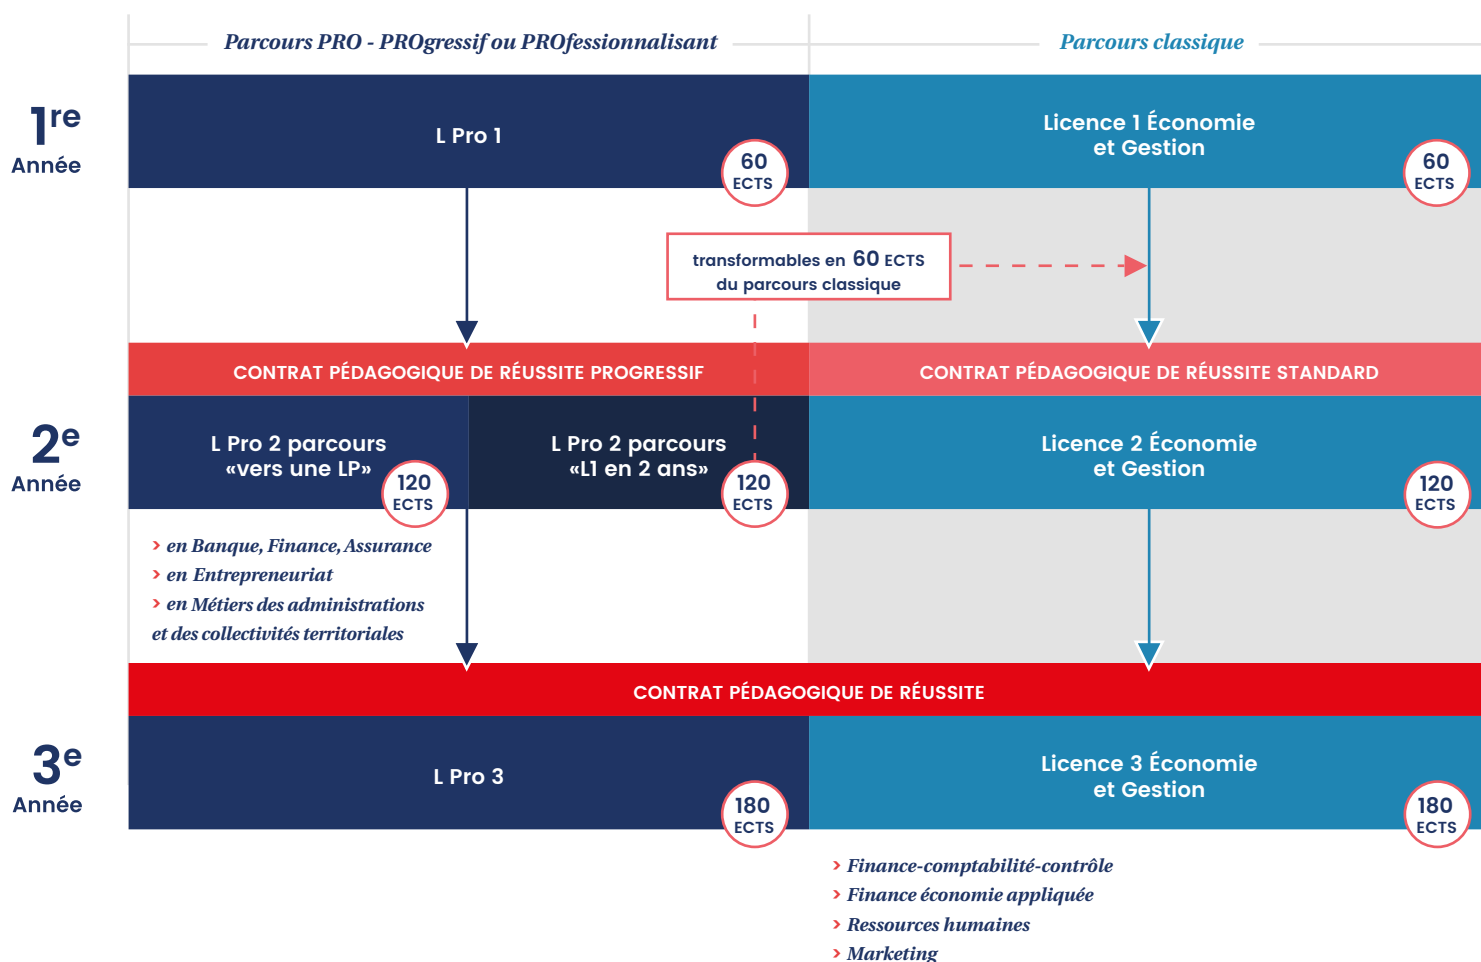 Parcours PRO - PROgressif ou PROfessionnalisant
Parcours classique
1re
Année
L Pro 1
60
ECTS
Licence 1 Économie
et Gestion
60
ECTS
transformables en 60 ECTS
du parcours classique
CONTRAT PÉDAGOGIQUE DE RÉUSSITE PROGRESSIF
CONTRAT PÉDAGOGIQUE DE RÉUSSITE STANDARD
2e
Année
L Pro 2 parcours
«vers une LP»
120
ECTS
L Pro 2 parcours
«L1 en 2 ans»
120
ECTS
Licence 2 Économie
et Gestion
120
ECTS
> en Banque, Finance, Assurance
> en Entrepreneuriat
> en Métiers des administrations
et des collectivités territoriales
CONTRAT PÉDAGOGIQUE DE RÉUSSITE
3e
Année
L Pro 3
180
ECTS
Licence 3 Économie
et Gestion
180
ECTS
> Finance-comptabilité-contrôle
> Finance économie appliquée
> Ressources humaines
> Marketing